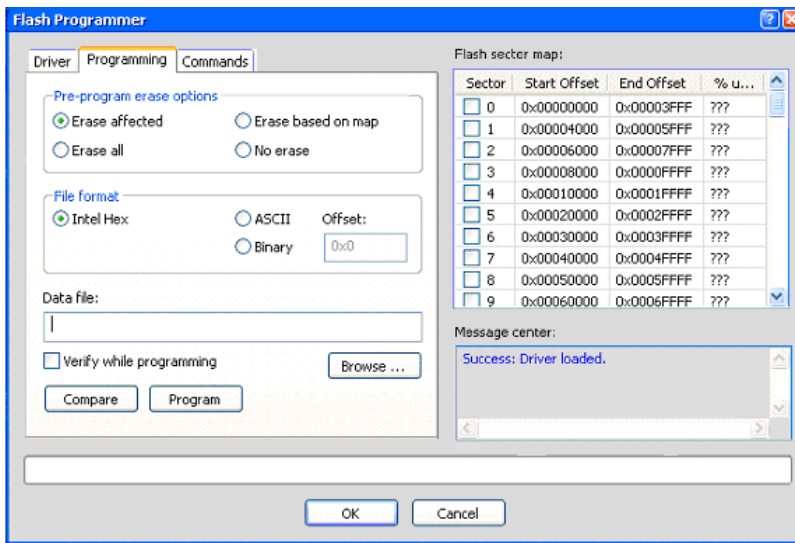 Flash Programmer
Driver Programming Commands
Pre-program erase options
Erase affected Erase based on map
Erase all No erase
File format
Intel Hex ASCII Offset:
Binary 0x0
Data file:
Verify while programming
Browse ...
Compare Program
Flash sector map:
Sector Start Offset End Offset % u...
0 0x00000000 0x00003FFF ???
1 0x00004000 0x00005FFF ???
2 0x00006000 0x00007FFF ???
3 0x00008000 0x0000FFFF ???
4 0x00010000 0x0001FFFF ???
5 0x00020000 0x0002FFFF ???
6 0x00030000 0x0003FFFF ???
7 0x00040000 0x0004FFFF ???
8 0x00050000 0x0005FFFF ???
9 0x00060000 0x0006FFFF ???
Message center:
Success: Driver loaded.
OK Cancel